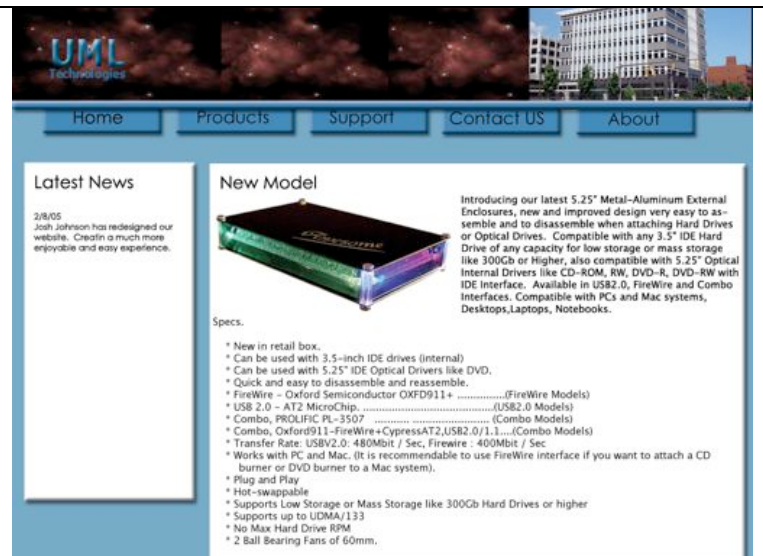 UML
Technologies
Home
Products
Support
Contact US
About
Latest News
2/8/05
Josh Johnson has redesigned our
website. Creatin a much more
enjoyable and easy experience.
New Model
Awesome
Introducing our latest 5.25" Metal-Aluminum External
Enclosures, new and improved design very easy to as-
semble and to disassemble when attaching Hard Drives
or Optical Drives. Compatible with any 3.5" IDE Hard
Drive of any capacity for low storage or mass storage
like 300Gb or Higher, also compatible with 5.25" Optical
Internal Drivers like CD-ROM, RW, DVD-R, DVD-RW with
IDE Interface. Available in USB2.0, FireWire and Combo
Interfaces. Compatible with PCs and Mac systems,
Desktops,Laptops, Notebooks.
Specs.
* New in retail box.
* Can be used with 3.5-inch IDE drives (internal)
* Can be used with 5.25" IDE Optical Drivers like DVD.
* Quick and easy to disassemble and reassemble.
* FireWire - Oxford Semiconductor OXFD911+ ...............(FireWire Models)
* USB 2.0 - AT2 MicroChip. ..........................................(USB2.0 Models)
* Combo, PROLIFIC PL-3507 ........... ......................... (Combo Models)
* Combo, Oxford911-FireWire+CypressAT2,USB2.0/1.1....(Combo Models)
* Transfer Rate: USBV2.0: 480Mbit / Sec, Firewire : 400Mbit / Sec
* Works with PC and Mac. (It is recommendable to use FireWire interface if you want to attach a CD
burner or DVD burner to a Mac system).
* Plug and Play
* Hot-swappable
* Supports Low Storage or Mass Storage like 300Gb Hard Drives or higher
* Supports up to UDMA/133
* No Max Hard Drive RPM
* 2 Ball Bearing Fans of 60mm.